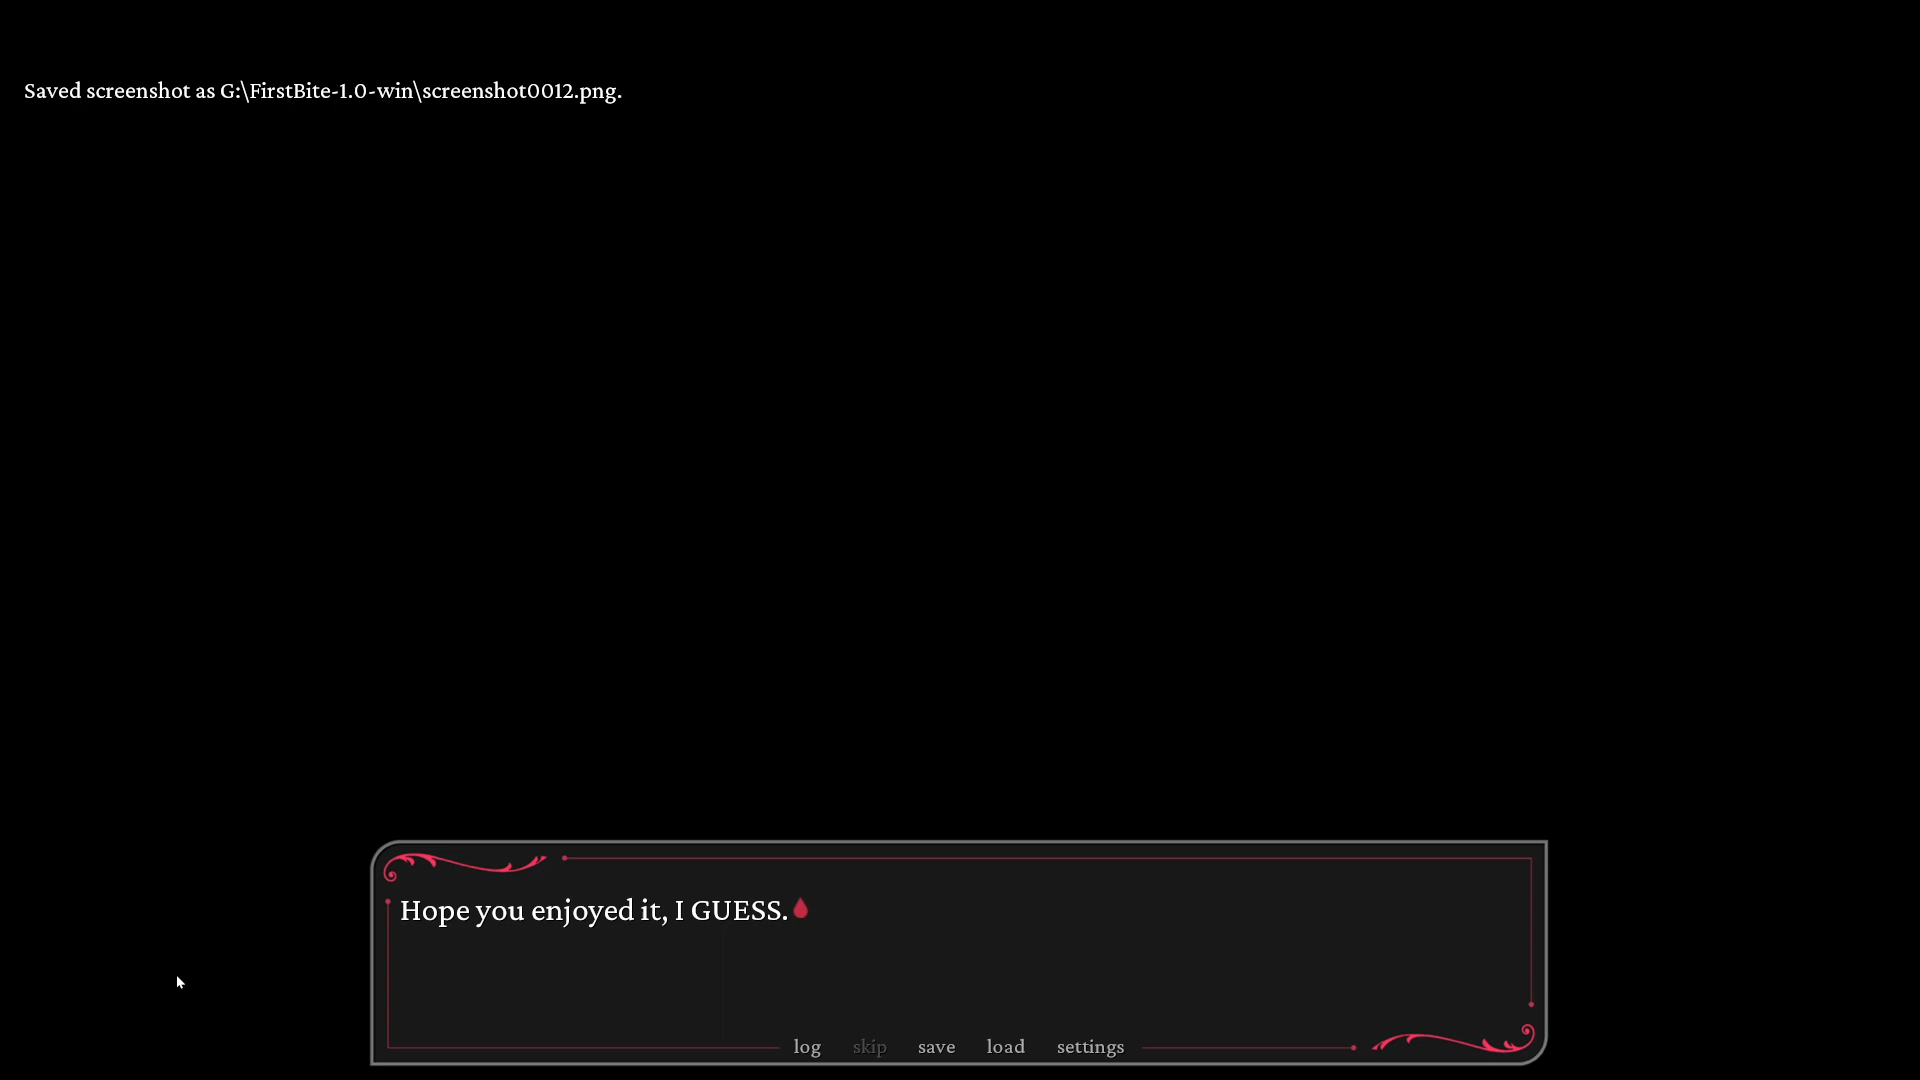 Saved screenshot as G:\FirstBite-1.0-win\screenshot0012.png.
Hope you enjoyed it, I GUESS.
log skip save load settings